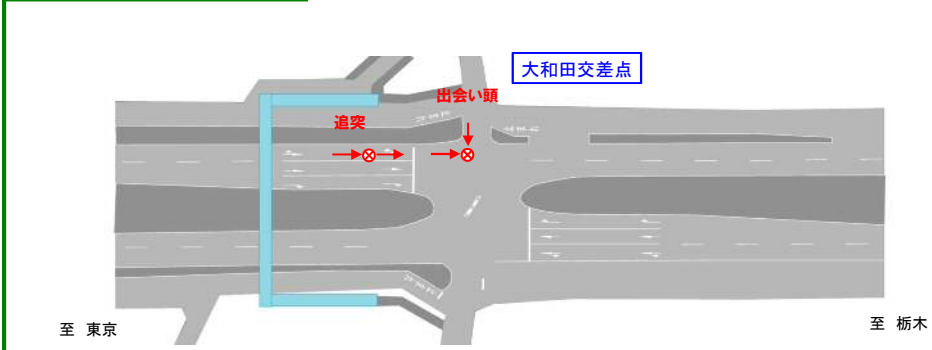 大和田交差点
出会い頭
追突
至 東京
至 栃木